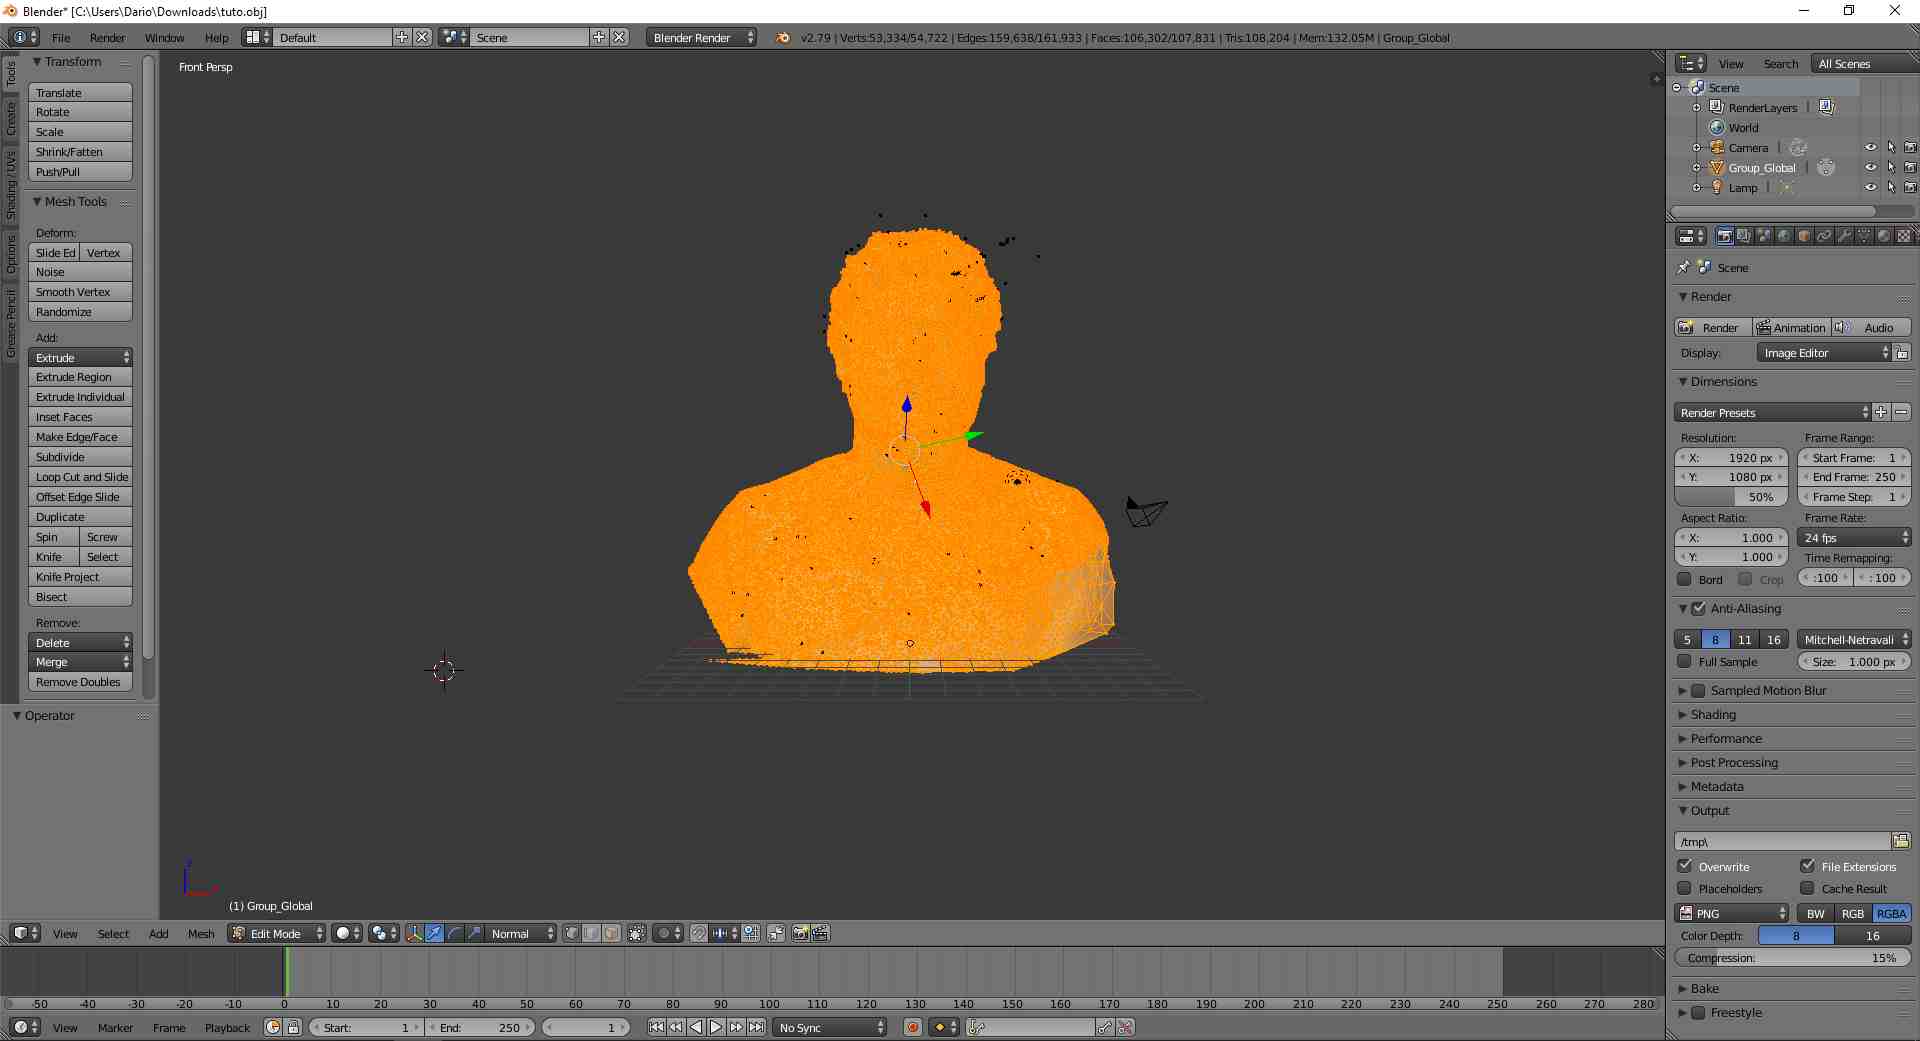 Blender* [C:\Users\Dario\Downloads\tuto.obj]
File Render Window Help Default Scene Blender Render v2.79 | Verts:53,334/54,722 | Edges:159,638/161,933 | Faces:106,302/107,831 | Tris:108,204 | Mem:132.05M | Group_Global
Tools
Create
Shading / UVs
Options
Grease Pencil
Transform
Translate
Rotate
Scale
Shrink/Fatten
Push/Pull
Mesh Tools
Deform:
Slide Ed Vertex
Noise
Smooth Vertex
Randomize
Add:
Extrude
Extrude Region
Extrude Individual
Inset Faces
Make Edge/Face
Subdivide
Loop Cut and Slide
Offset Edge Slide
Duplicate
Spin Screw
Knife Select
Knife Project
Bisect
Remove:
Delete
Merge
Remove Doubles
Operator
Front Persp
(1) Group_Global
View Select Add Mesh Edit Mode Normal
-50 -40 -30 -20 -10 0 10 20 30 40 50 60 70 80 90 100 110 120 130 140 150 160 170 180 190 200 210 220 230 240 250 260 270 280
View Marker Frame Playback Start: 1 End: 250 1 No Sync
View Search All Scenes
Scene
RenderLayers |
World
Camera |
Group_Global |
Lamp |
Scene
Render
Render Animation Audio
Display: Image Editor
Dimensions
Render Presets
Resolution: Frame Range:
X: 1920 px Start Frame: 1
Y: 1080 px End Frame: 250
50% Frame Step: 1
Aspect Ratio: Frame Rate:
X: 1.000 24 fps
Y: 1.000 Time Remapping:
Bord Crop :100 : 100
Anti-Aliasing
5 8 11 16 Mitchell-Netravali
Full Sample Size: 1.000 px
Sampled Motion Blur
Shading
Performance
Post Processing
Metadata
Output
/tmp\
Overwrite File Extensions
Placeholders Cache Result
PNG BW RGB RGBA
Color Depth: 8 16
Compression: 15%
Bake
Freestyle